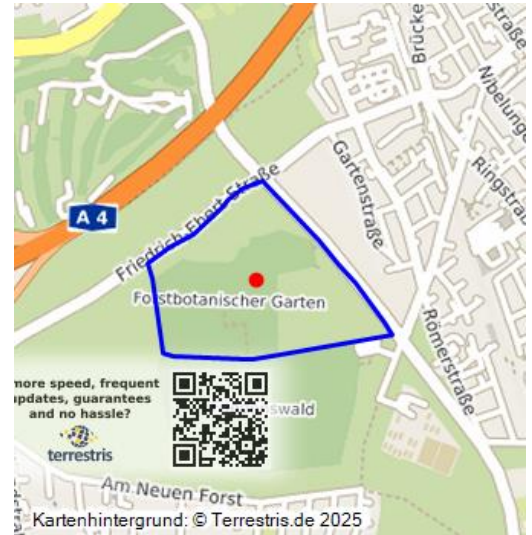 Brücke
Nibelunge
Gartenstraße
Ringstra
Friedrich-Ebert-Straße
A 4
Forstbotanischer Garten
Römerstraße
more speed, frequent
updates, guarantees
and no hassle?
terrestris
swald
Am Neuen Forst
Kartenhintergrund: © Terrestris.de 2025